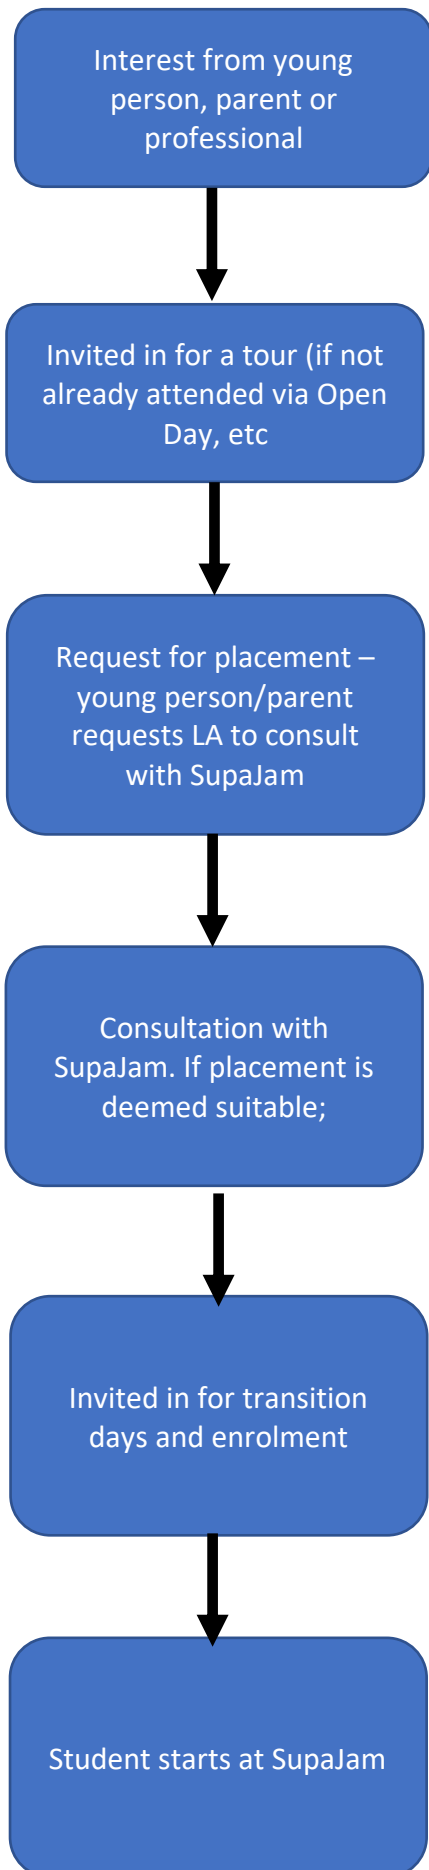 Interest from young
person, parent or
professional
Invited in for a tour (if not
already attended via Open
Day, etc
Request for placement –
young person/parent
requests LA to consult
with SupaJam
Consultation with
SupaJam. If placement is
deemed suitable;
Invited in for transition
days and enrolment
Student starts at SupaJam